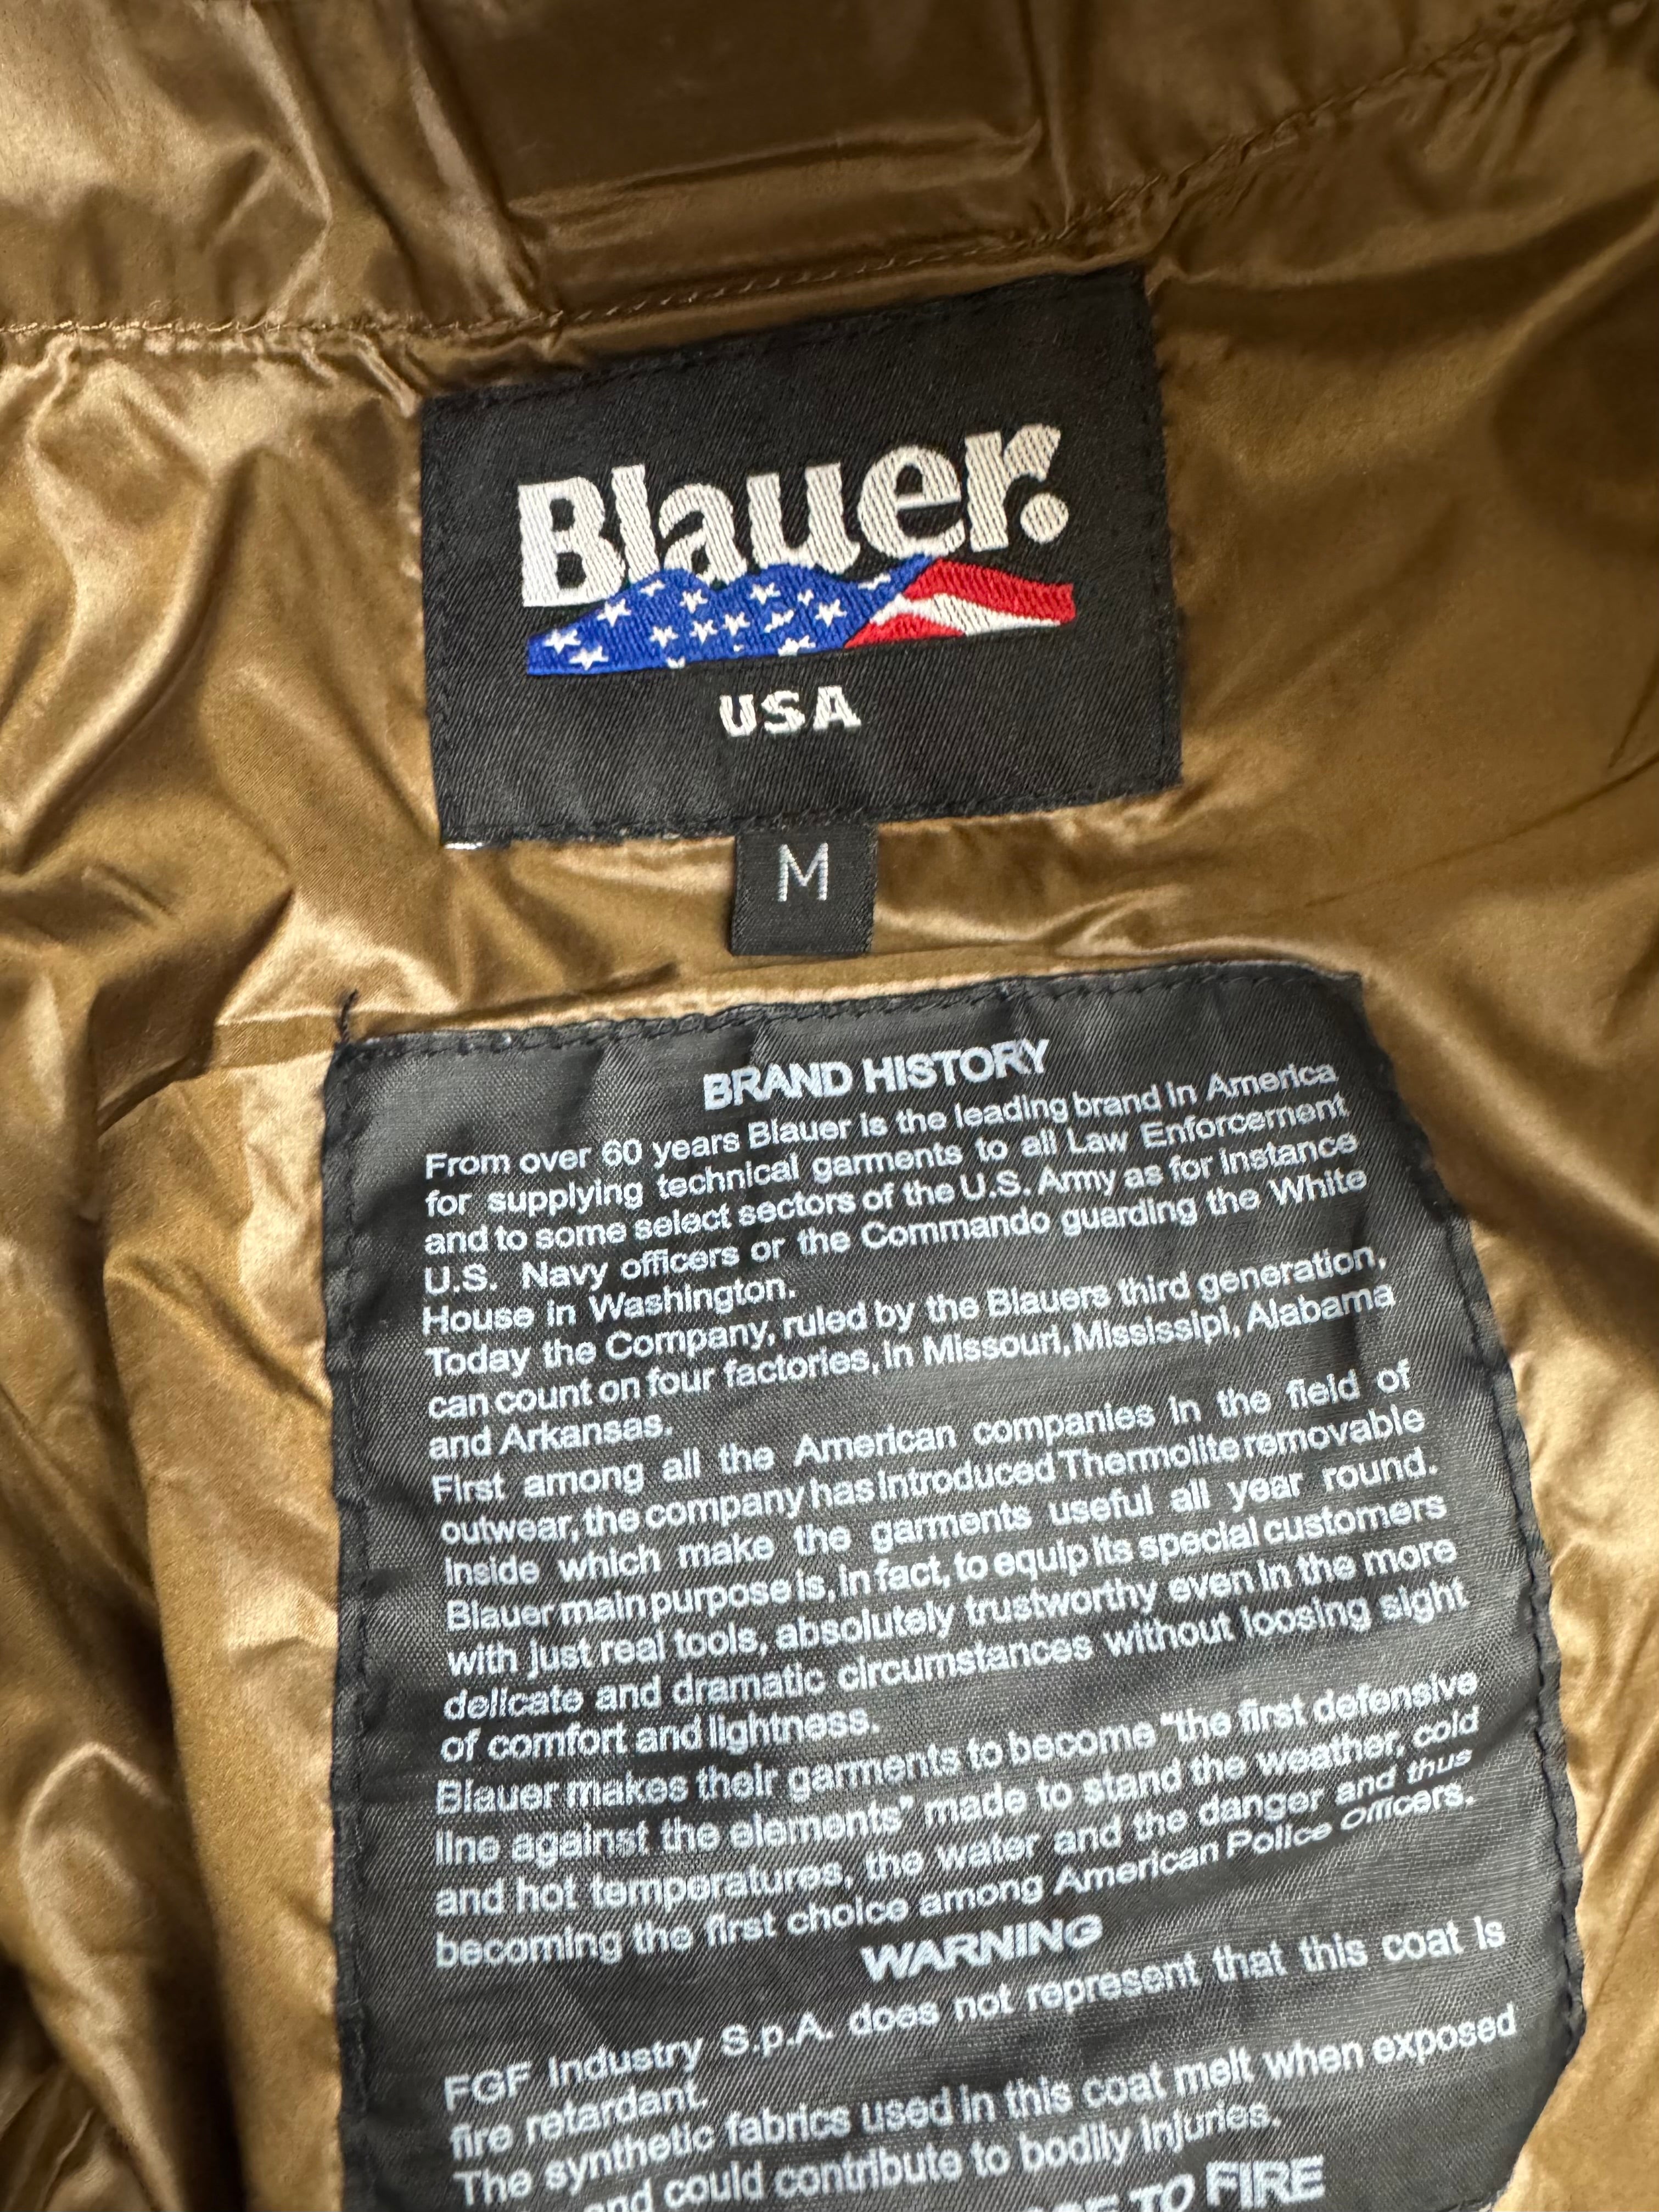 Blauer.
USA
M
BRAND HISTORY
From over 60 years Blauer is the leading brand in America
for supplying technical garments to all Law Enforcement
and to some select sectors of the U.S. Army as for instance
U.S. Navy officers or the Commando guarding the White
House in Washington.
Today the Company, ruled by the Blauers third generation,
can count on four factories, in Missouri, Mississipi, Alabama
and Arkansas.
First among all the American companies in the field of
outwear, the company has introduced Thermolite removable
inside which make the garments useful all year round.
Blauer main purpose is, in fact, to equip its special customers
with just real tools, absolutely trustworthy even in the more
delicate and dramatic circumstances without loosing sight
of comfort and lightness.
Blauer makes their garments to become "the first defensive
line against the elements" made to stand the weather, cold
and hot temperatures, the water and the danger and thus
becoming the first choice among American Police Officers.
WARNING
FGF Industry S.p.A. does not represent that this coat is
fire retardant.
The synthetic fabrics used in this coat melt when exposed
and could contribute to bodily injuries.
TO FIRE